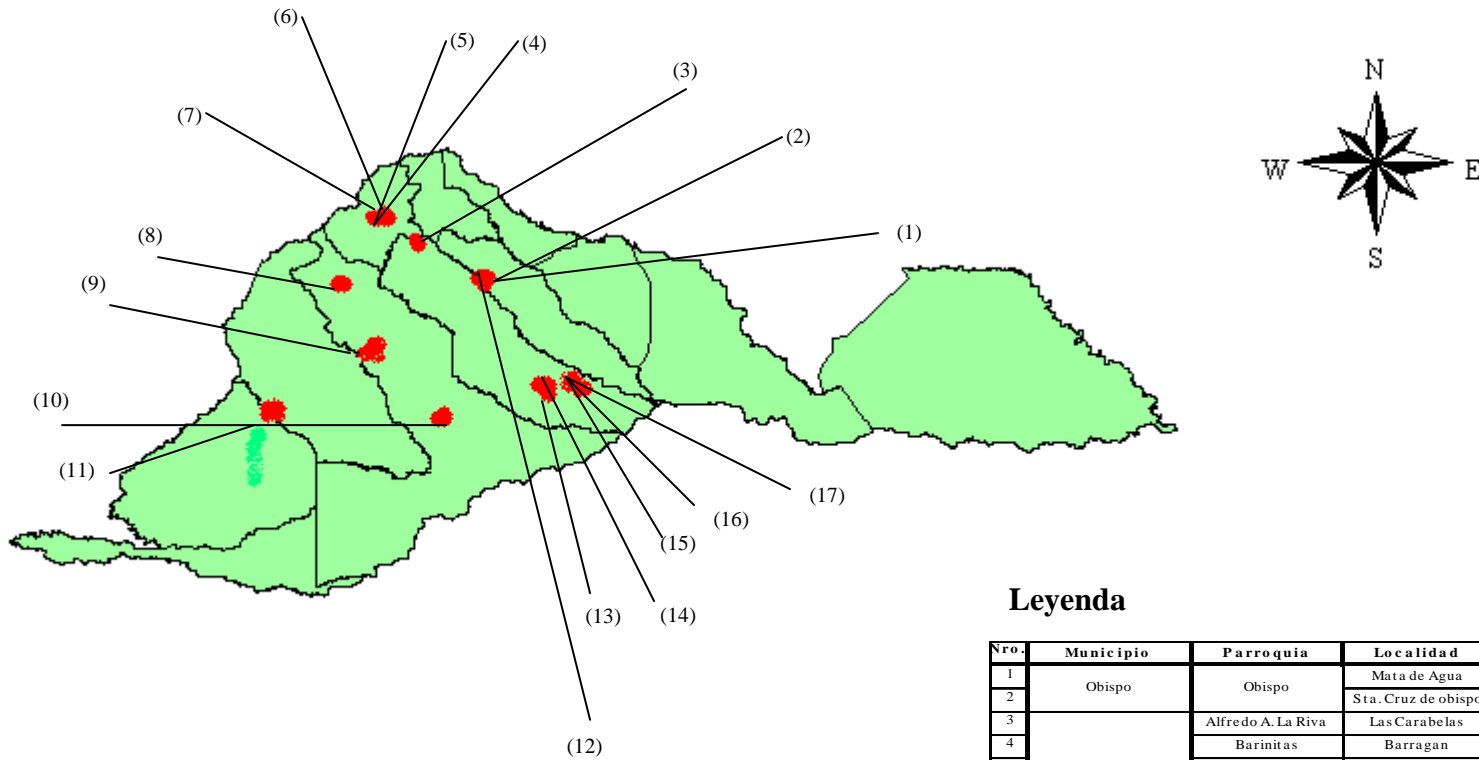 (6)
(5)
(4)
(3)
(7)
(2)
N
W
E
S
(8)
(1)
(9)
(10)
(11)
(17)
(16)
(15)
(13)
(14)
(12)
Leyenda
Nro. Municipio Parroquia Localidad
1 Obispo Obispo Mata de Agua
2 Sta. Cruz de obispo
3 Alfredo A. La Riva Las Carabelas
4 Barinitas Barragan